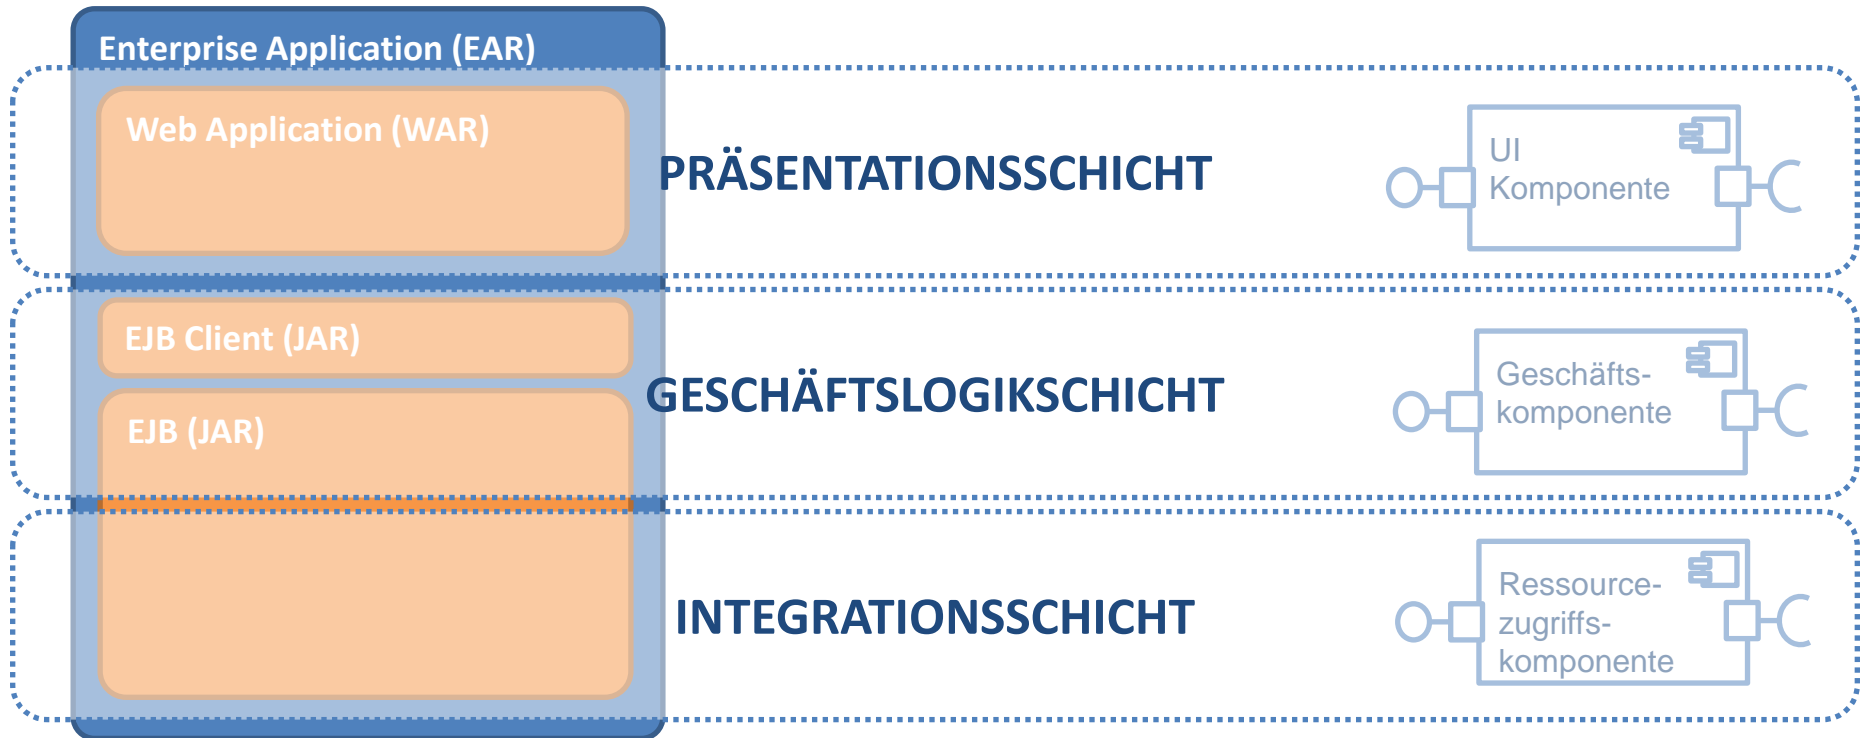 Enterprise Application (EAR)
Web Application (WAR)
PRÄSENTATIONSSCHICHT
UI
Komponente
EJB Client (JAR)
EJB (JAR)
GESCHÄFTSLOGIKSCHICHT
Geschäfts-
komponente
INTEGRATIONSSCHICHT
Ressource-
zugriffs-
komponente